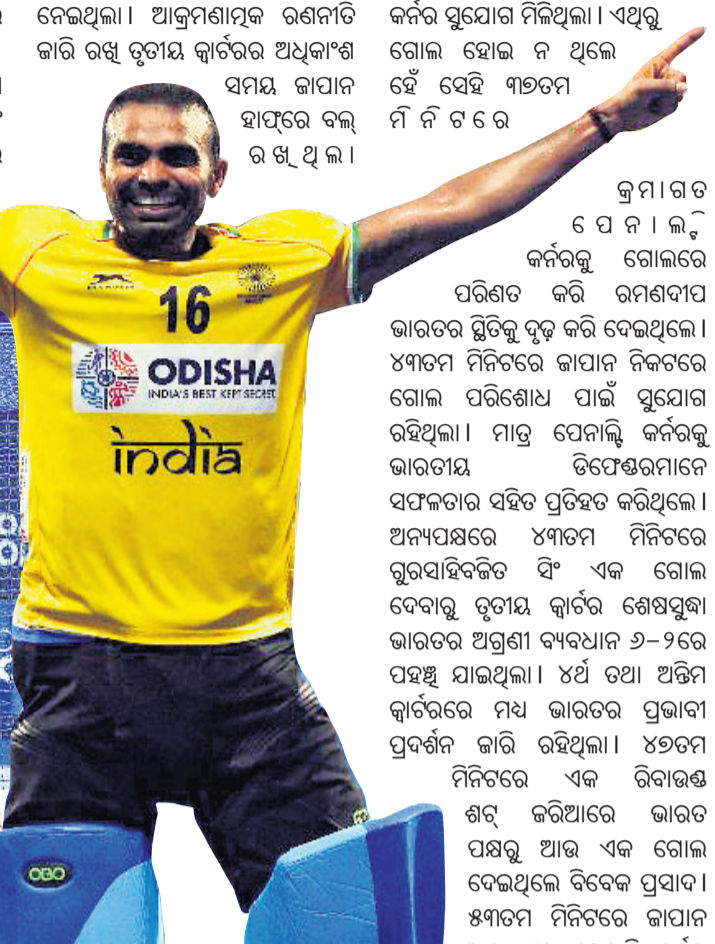 ନେଇଥିଲା। ଆକ୍ରମଣାତ୍ମକ ରଣନୀତି
ଜାରି ରଖି ତୃତୀୟ କ୍ୱାର୍ଟରର ଅଧିକାଂଶ
ସମୟ ଜାପାନ
ହାଫ୍‌ରେ ବଲ୍
ରଖିଥିଲା।
କର୍ନର ସୁଯୋଗ ମିଳିଥିଲା। ଏଥିରୁ
ଗୋଲ ହୋଇ ନ ଥିଲେ
ହେଁ ସେହି ୩୭ତମ
ମିନିଟରେ
କ୍ରମାଗତ
ପେନାଲ୍ଟି
କର୍ନରକୁ ଗୋଲରେ
ପରିଣତ କରି ରମଣଦୀପ
ଭାରତର ସ୍ଥିତିକୁ ଦୃଢ଼ କରି ଦେଇଥିଲେ।
୪୩ତମ ମିନିଟରେ ଜାପାନ ନିକଟରେ
ଗୋଲ ପରିଶୋଧ ପାଇଁ ସୁଯୋଗ
ରହିଥିଲା। ମାତ୍ର ପେନାଲ୍ଟି କର୍ନରକୁ
ଭାରତୀୟ ଡିଫେଣ୍ଡରମାନେ
ସଫଳତାର ସହିତ ପ୍ରତିହତ କରିଥିଲେ।
ଅନ୍ୟପକ୍ଷରେ ୪୩ତମ ମିନିଟରେ
ଗୁରସାହିବଜିତ ସିଂ ଏକ ଗୋଲ
ଦେବାରୁ ତୃତୀୟ କ୍ୱାର୍ଟର ଶେଷସୁଦ୍ଧା
ଭାରତର ଅଗ୍ରଣୀ ବ୍ୟବଧାନ ୬-୨ରେ
ପହଞ୍ଚି ଯାଇଥିଲା। ୪ର୍ଥ ତଥା ଅନ୍ତିମ
କ୍ୱାର୍ଟରରେ ମଧ୍ୟ ଭାରତର ପ୍ରଭାବୀ
ପ୍ରଦର୍ଶନ ଜାରି ରହିଥିଲା। ୪୭ତମ
ମିନିଟରେ ଏକ ରିବାଉଣ୍ଡ
ଶଟ୍ ଜରିଆରେ ଭାରତ
ପକ୍ଷରୁ ଆଉ ଏକ ଗୋଲ
ଦେଇଥିଲେ ବିବେକ ପ୍ରସାଦ।
୫୩ତମ ମିନିଟରେ ଜାପାନ
16
ODISHA
INDIA'S BEST KEPT SECRET
india
OBO